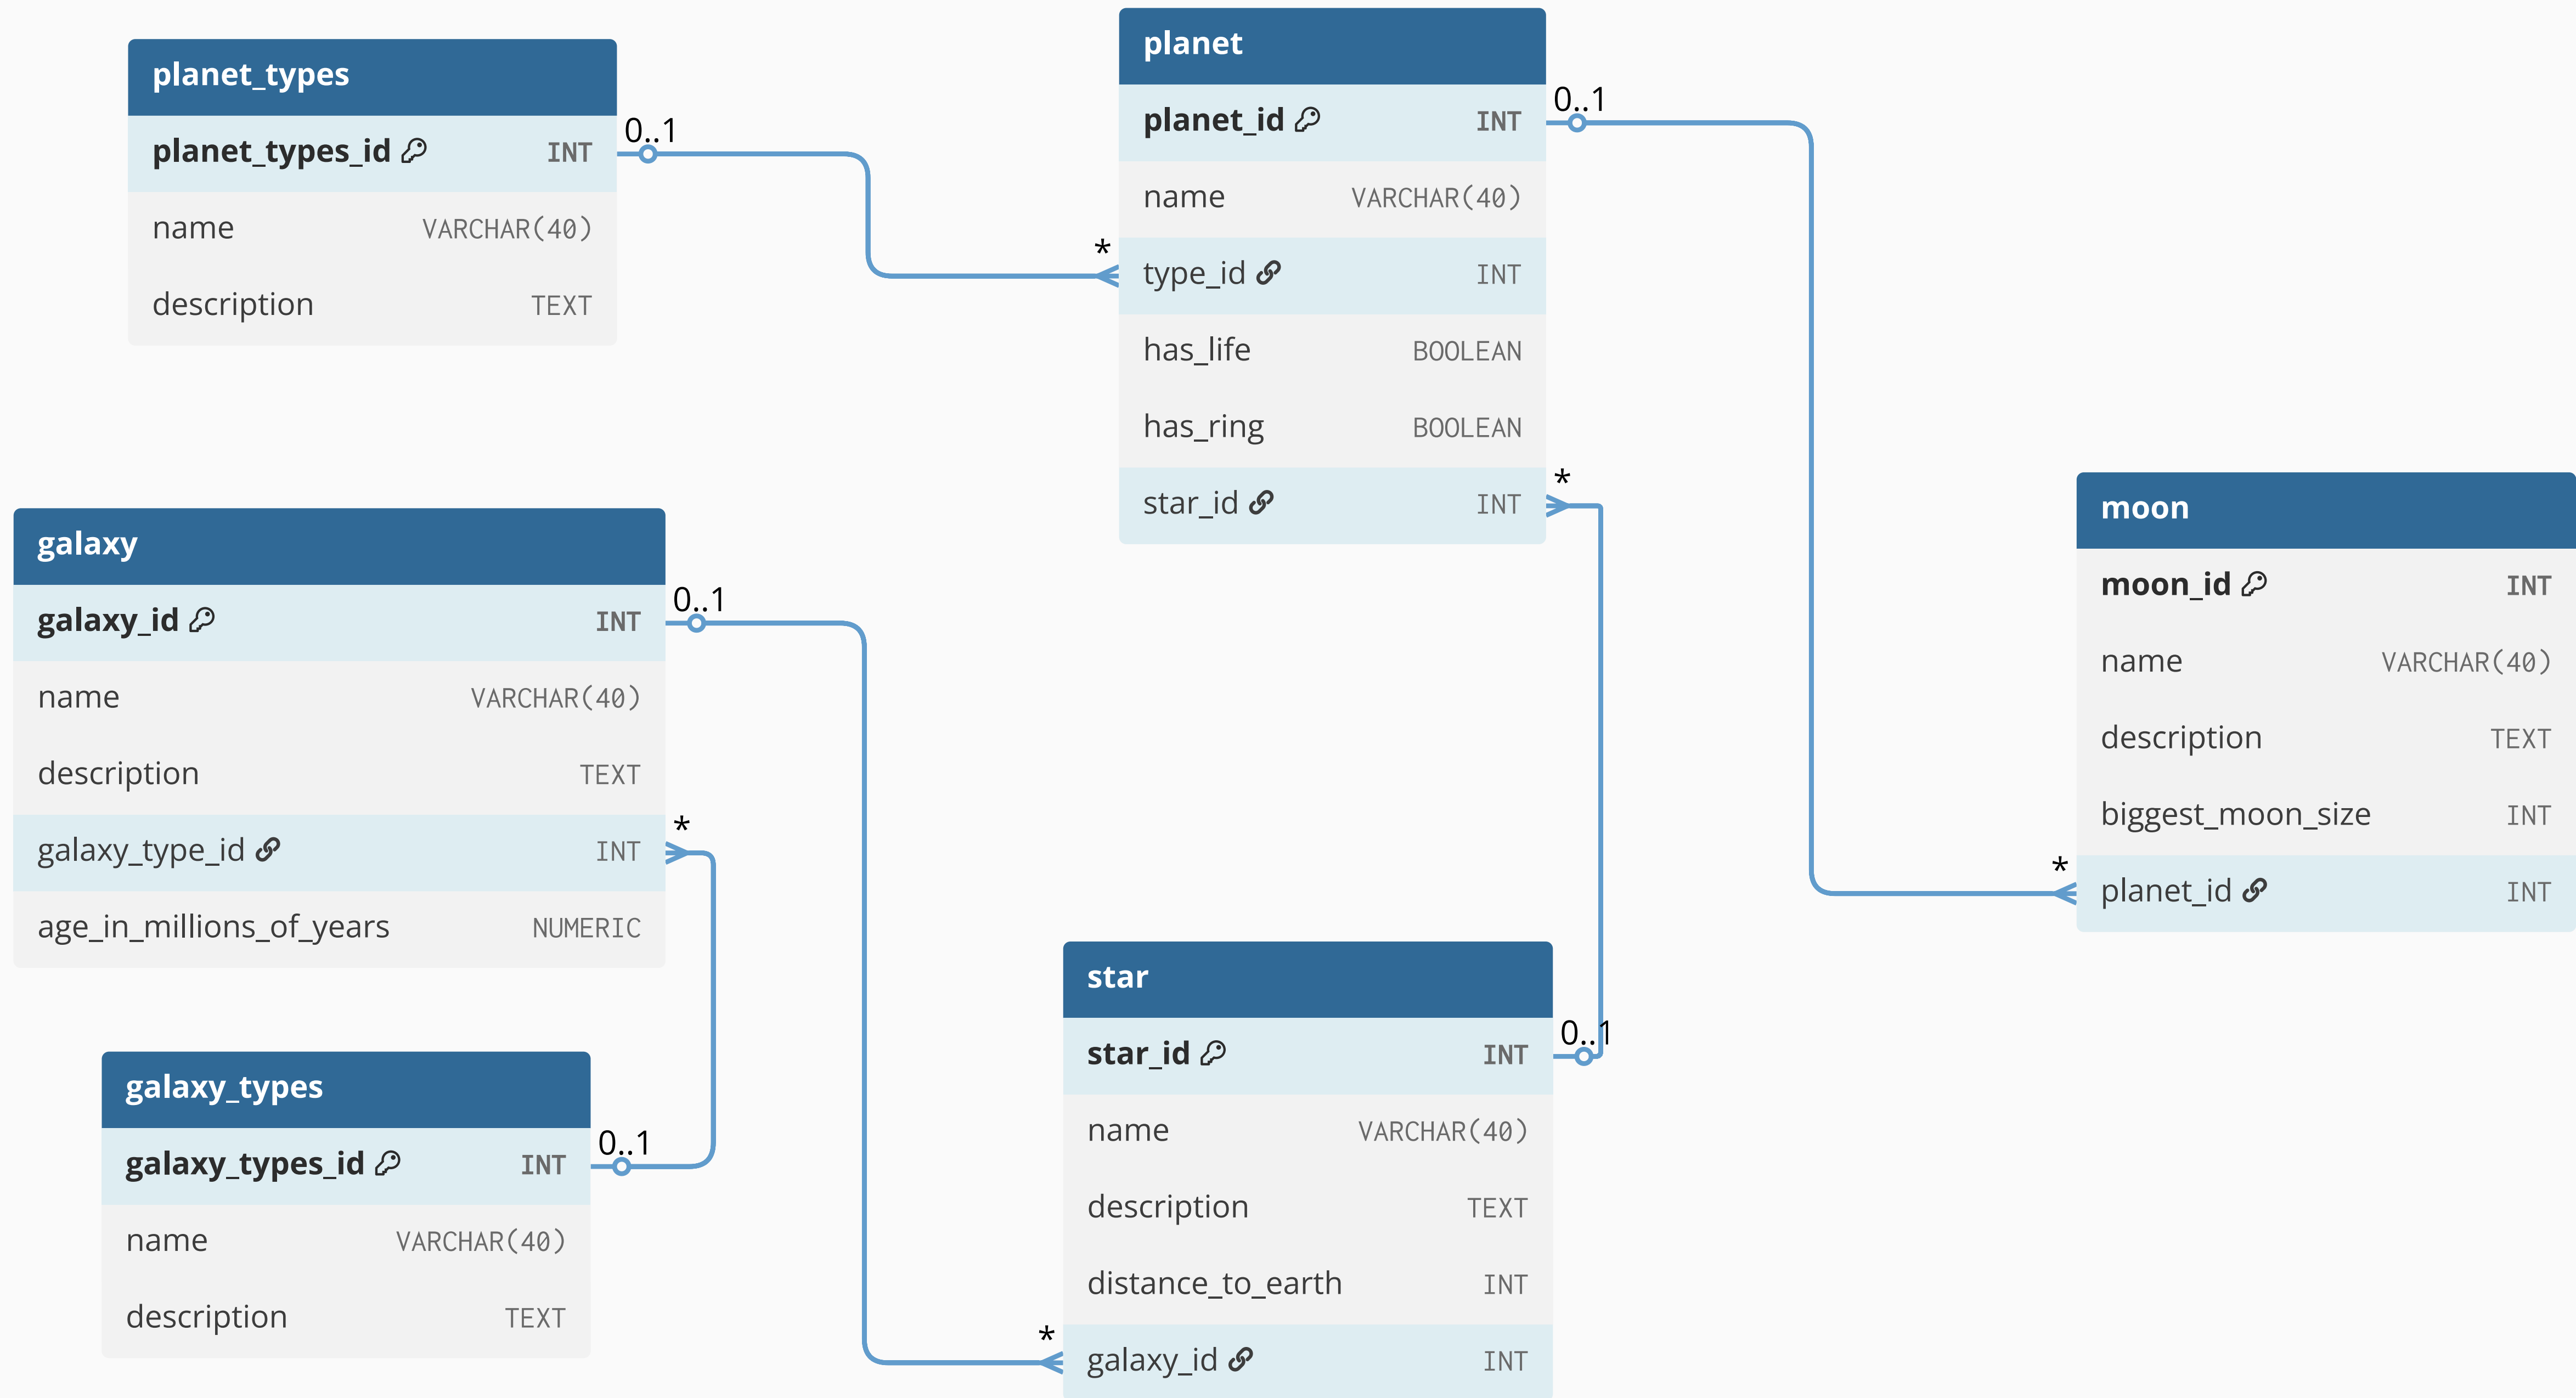 planet_types
planet_types_id INT
name VARCHAR(40)
description TEXT
0..1
*
planet
planet_id INT
name VARCHAR(40)
type_id INT
has_life BOOLEAN
has_ring BOOLEAN
star_id INT
0..1
*
galaxy
galaxy_id INT
name VARCHAR(40)
description TEXT
galaxy_type_id INT
age_in_millions_of_years NUMERIC
0..1
*
galaxy_types
galaxy_types_id INT
name VARCHAR(40)
description TEXT
0..1
*
star
star_id INT
name VARCHAR(40)
description TEXT
distance_to_earth INT
galaxy_id INT
0..1
*
moon
moon_id INT
name VARCHAR(40)
description TEXT
biggest_moon_size INT
planet_id INT